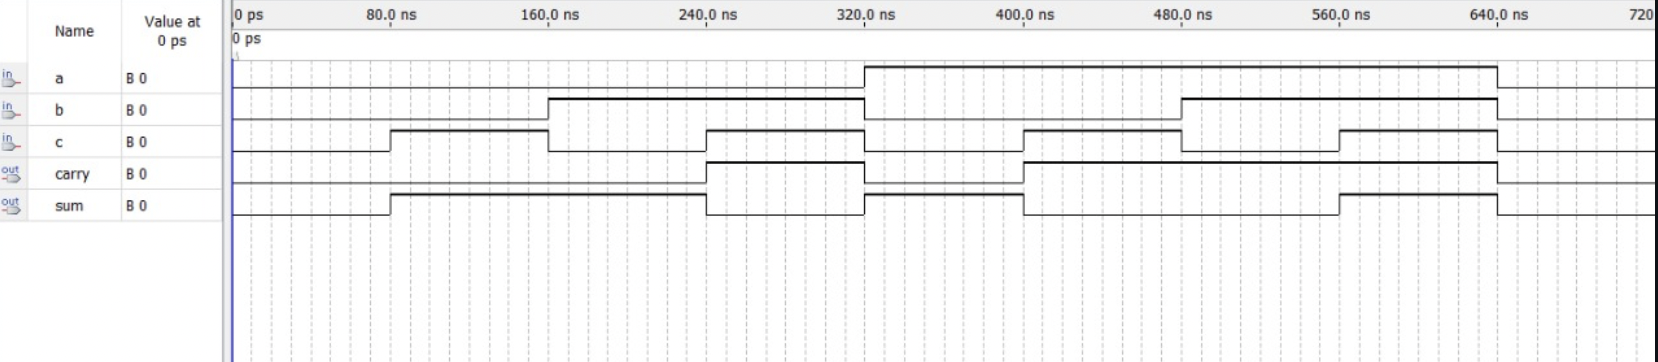 Name
Value at
0 ps
0 ps 80.0 ns 160.0 ns 240.0 ns 320.0 ns 400.0 ns 480.0 ns 560.0 ns 640.0 ns 720
0 ps
in a B 0
in b B 0
in c B 0
out carry B 0
out sum B 0